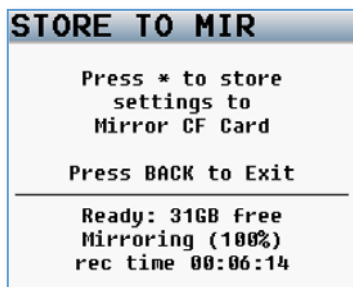 STORE TO MIR
Press * to store
settings to
Mirror CF Card
Press BACK to Exit
Ready: 31GB free
Mirroring (100%)
rec time 00:06:14